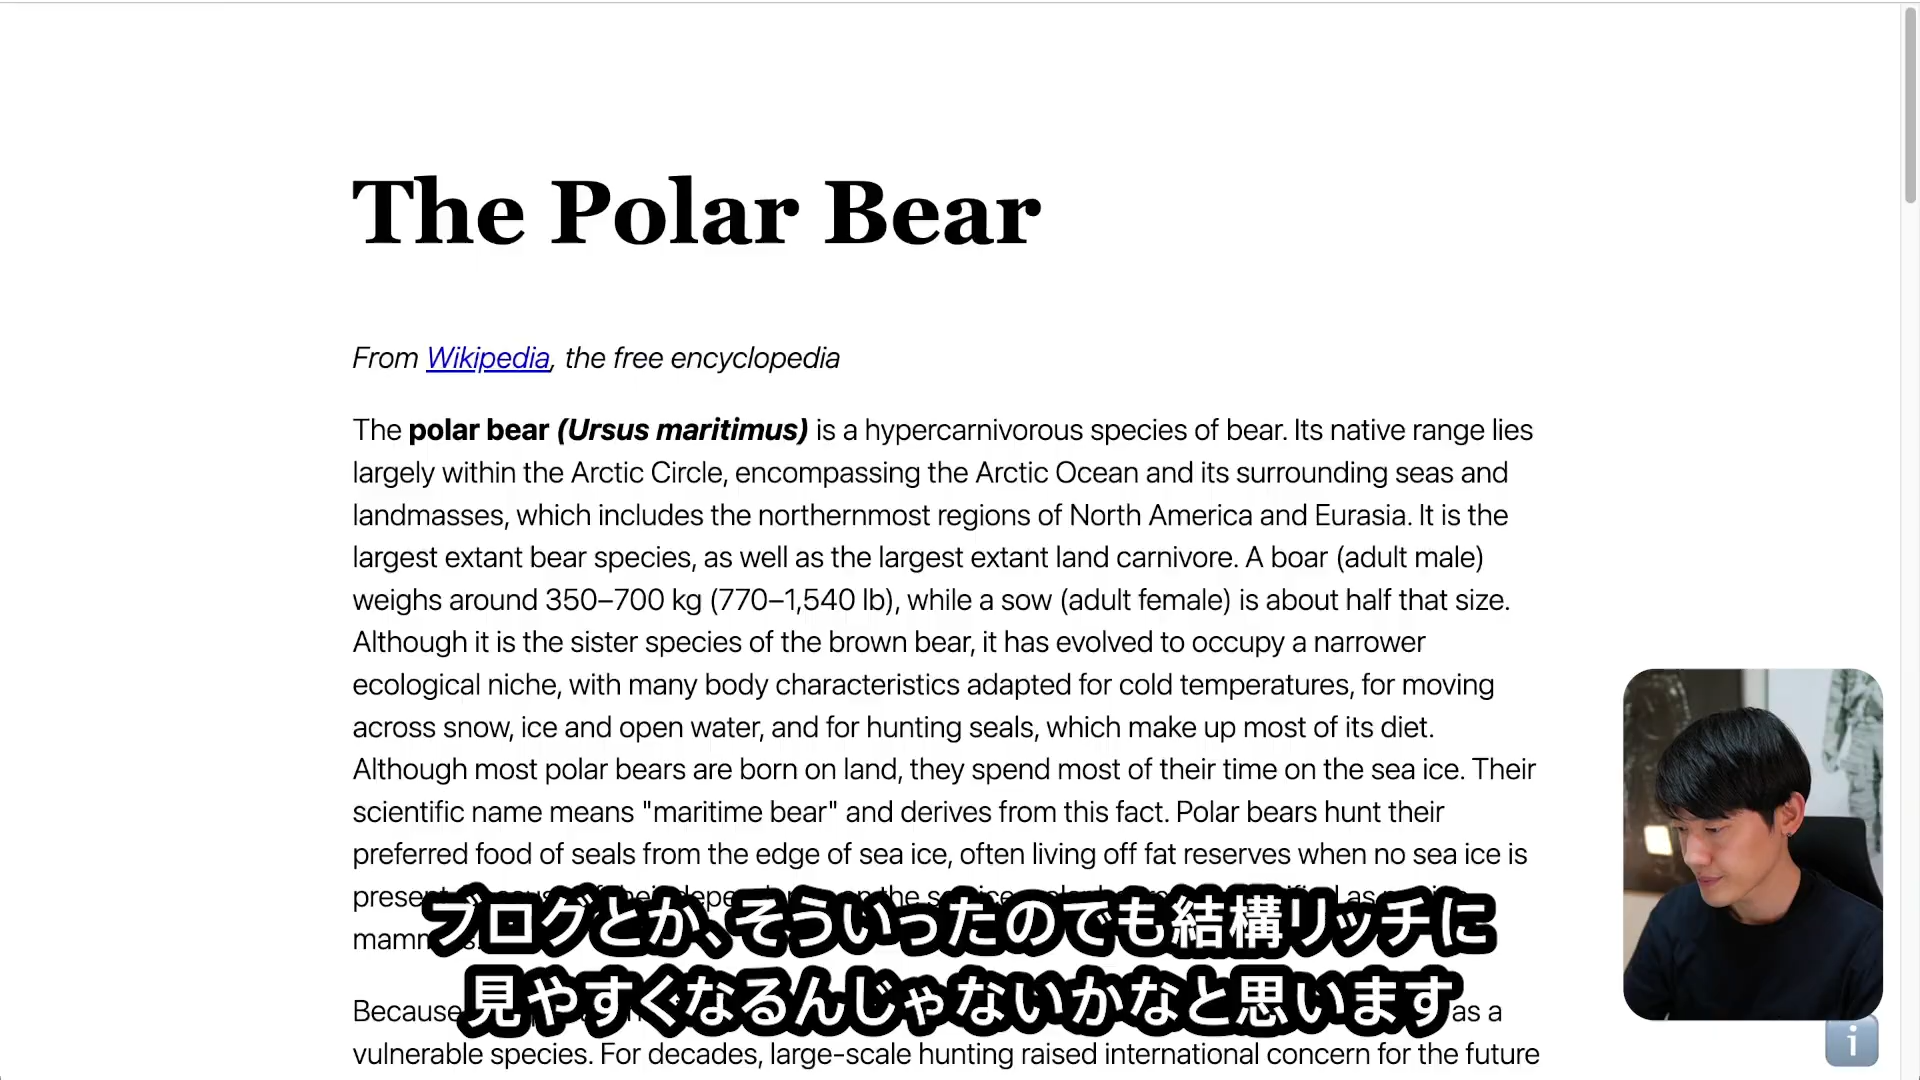 The Polar Bear
From Wikipedia, the free encyclopedia
The polar bear (Ursus maritimus) is a hypercarnivorous species of bear. Its native range lies
largely within the Arctic Circle, encompassing the Arctic Ocean and its surrounding seas and
landmasses, which includes the northernmost regions of North America and Eurasia. It is the
largest extant bear species, as well as the largest extant land carnivore. A boar (adult male)
weighs around 350–700 kg (770–1,540 lb), while a sow (adult female) is about half that size.
Although it is the sister species of the brown bear, it has evolved to occupy a narrower
ecological niche, with many body characteristics adapted for cold temperatures, for moving
across snow, ice and open water, and for hunting seals, which make up most of its diet.
Although most polar bears are born on land, they spend most of their time on the sea ice. Their
scientific name means "maritime bear" and derives from this fact. Polar bears hunt their
preferred food of seals from the edge of sea ice, often living off fat reserves when no sea ice is
the as
ブログとか、そういったのでも結構リッチに
見やすくなるんじゃないかなと思います
Because as a
vulnerable species. For decades, large-scale hunting raised international concern for the future
i